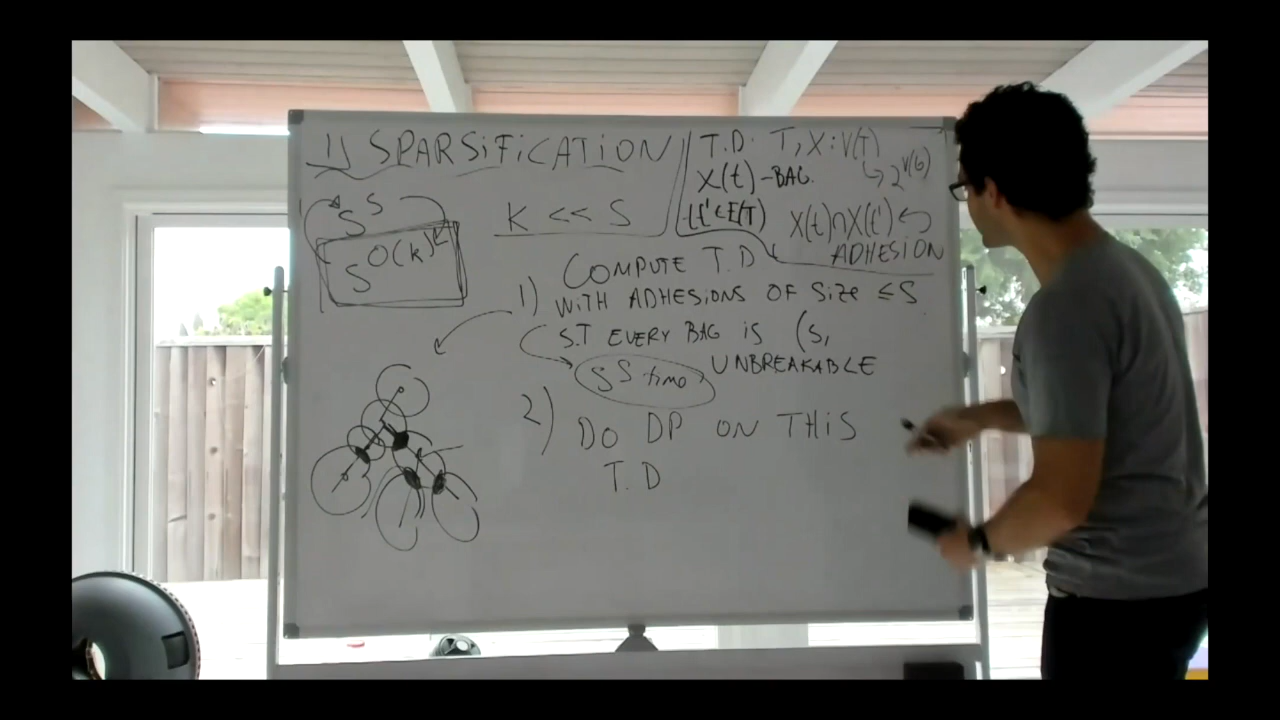 1) SPARSiFiCATiON
T.D: T, X: V(T)
↳ 2^V(G)
X(t) - BAG.
tt' ∈ E(T) X(t) ∩ X(t')
ADHESION
S^S
S^O(k)
K << S
1) COMPUTE T.D
WiTH ADHESIONS OF SiZE ≤ S
S.T EVERY BAG iS (S,
UNBREAKABLE
S^S time
2) DO DP ON THiS
T.D